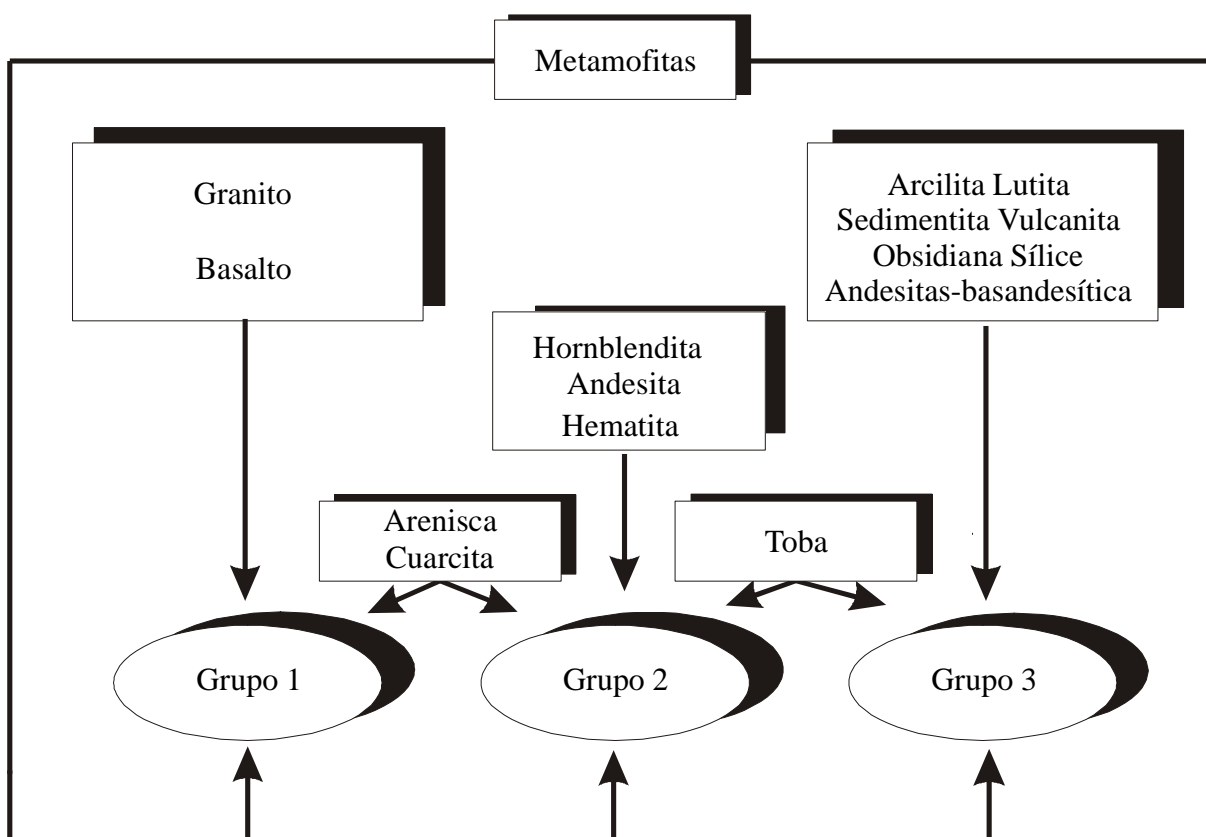 Metamofitas
Granito
Basalto
Arcilita Lutita
Sedimentita Vulcanita
Obsidiana Sílice
Andesitas-basandesítica
Hornblendita
Andesita
Hematita
Arenisca
Cuarcita
Toba
Grupo 1
Grupo 2
Grupo 3